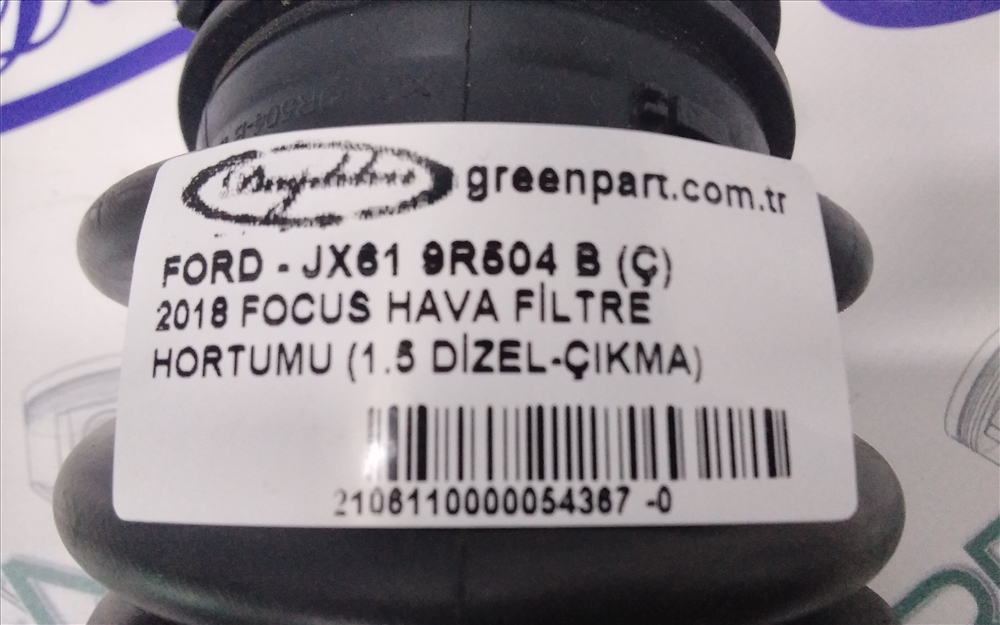 greenpart.com.tr
FORD - JX61 9R504 B (Ç)
2018 FOCUS HAVA FİLTRE
HORTUMU (1.5 DİZEL-ÇIKMA)
2106110000054367 -0